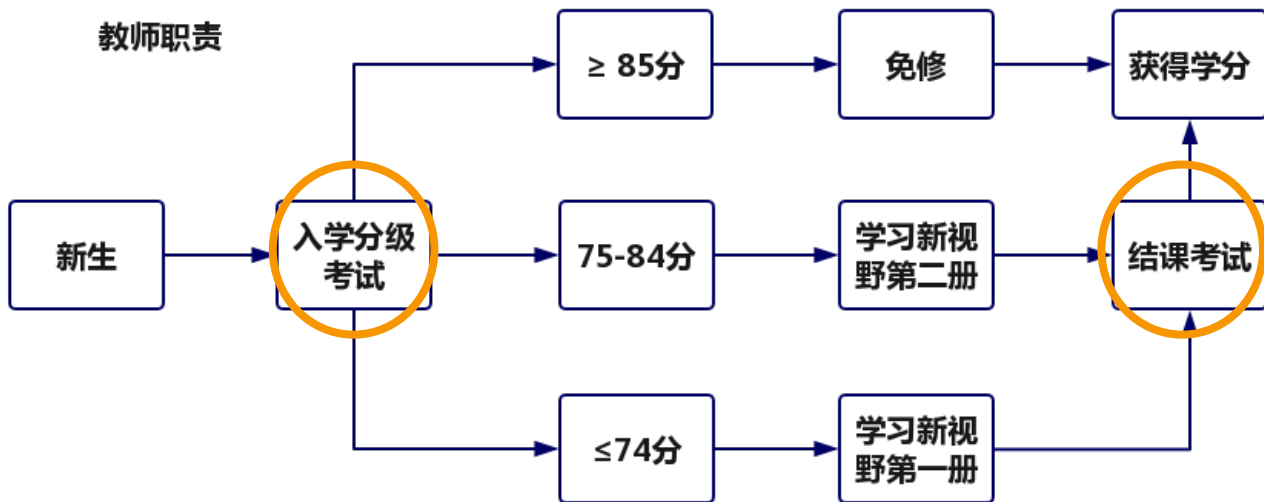 教师职责
≥ 85分
免修
获得学分
新生
入学分级
考试
75-84分
学习新视
野第二册
结课考试
≤74分
学习新视
野第一册